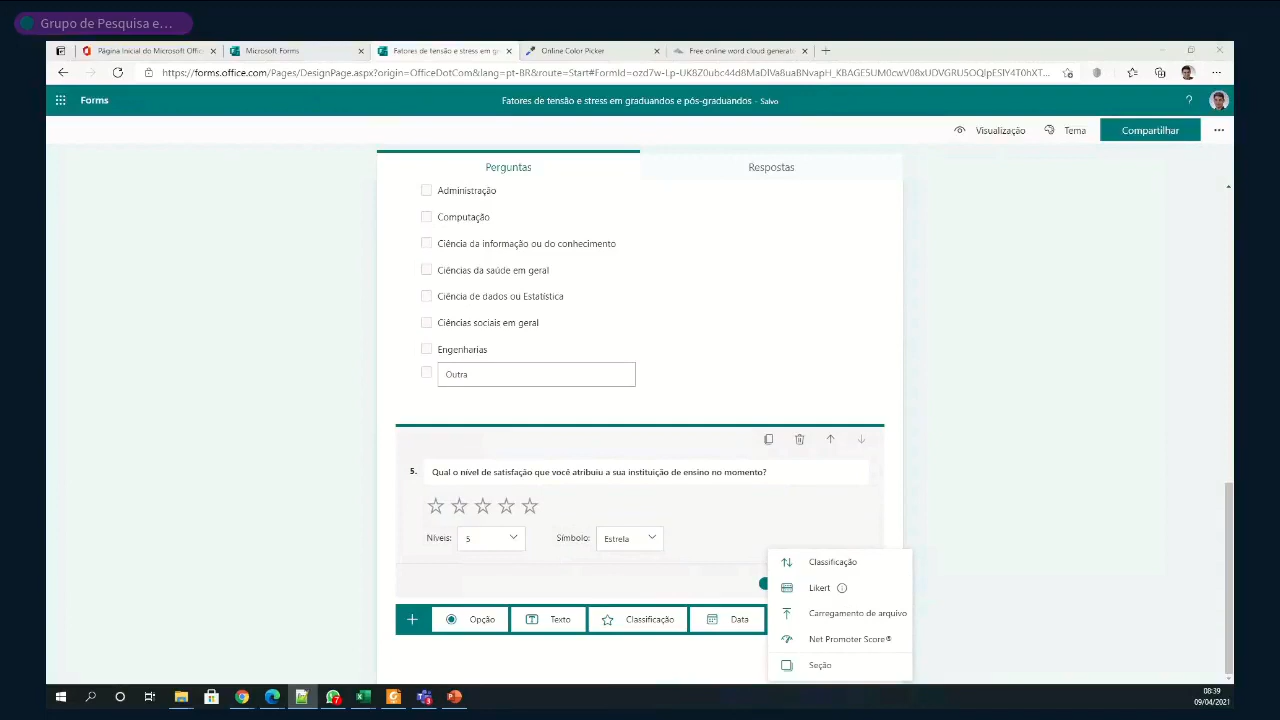 Grupo de Pesquisa e...
Página Inicial do Microsoft Offic
Microsoft Forms
Fatores de tensão e stress em gr
Online Color Picker
Free online word cloud generat
Forms
Fatores de tensão e stress em graduandos e pós-graduandos - Salvo
?
Visualização
Tema
Compartilhar
Perguntas
Respostas
Administração
Computação
Ciência da informação ou do conhecimento
Ciências da saúde em geral
Ciência de dados ou Estatística
Ciências sociais em geral
Engenharias
Outra
5. Qual o nível de satisfação que você atribuiu a sua instituição de ensino no momento?
Níveis: 5 Símbolo: Estrela
Classificação
Likert
Carregamento de arquivo
Net Promoter Score®
Seção
Opção
Texto
Classificação
Data
08:39
09/04/2021